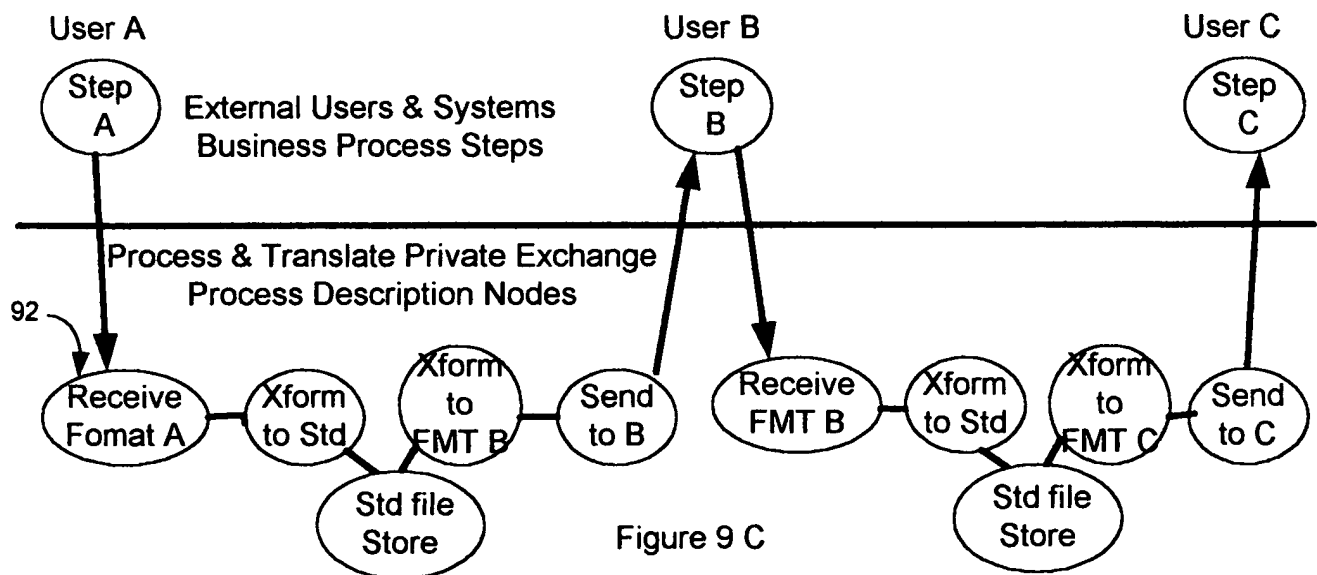 User A
User B
User C
Step
A
External Users & Systems
Business Process Steps
Step
B
Step
C
Process & Translate Private Exchange
Process Description Nodes
92
Receive
Fomat A
Xform
to Std
Xform
to
FMT B
Send
to B
Receive
FMT B
Xform
to Std
Xform
to
FMT C
Send
to C
Std file
Store
Std file
Store
Figure 9 C